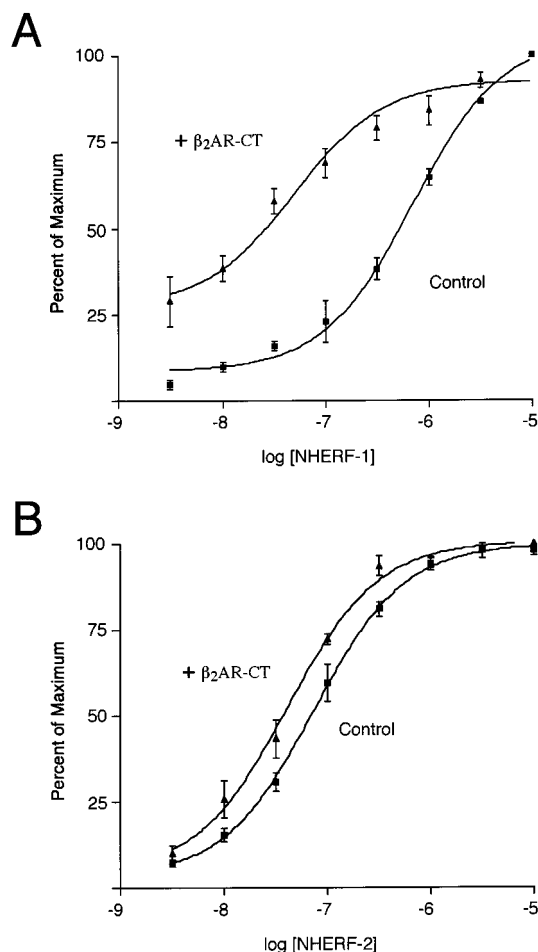 A
100
75
50
25
Percent of Maximum
+ β₂AR-CT
Control
-9 -8 -7 -6 -5
log [NHERF-1]
B
100
75
50
25
Percent of Maximum
+ β₂AR-CT
Control
-9 -8 -7 -6 -5
log [NHERF-2]